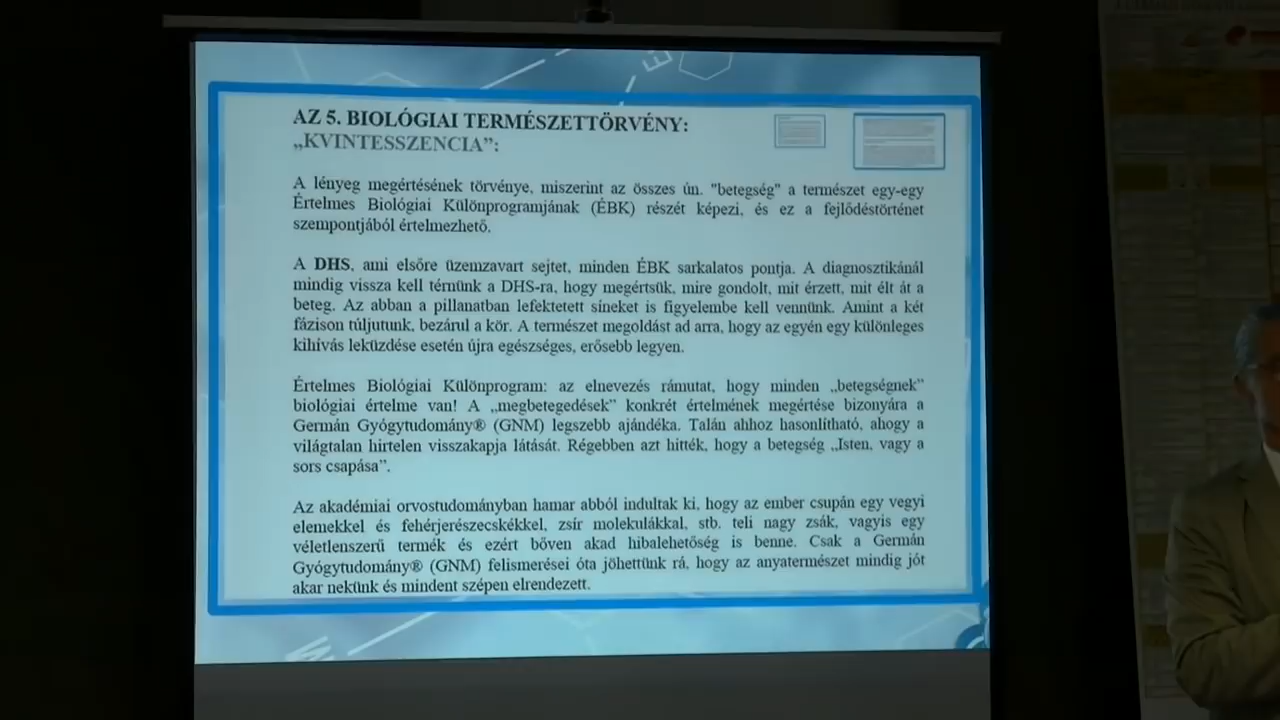 AZ 5. BIOLÓGIAI TERMÉSZETTÖRVÉNY:
„KVINTESSZENCIA”:
A lényeg megértésének törvénye, miszerint az összes ún. "betegség" a természet egy-egy
Értelmes Biológiai Különprogramjának (ÉBK) részét képezi, és ez a fejlődéstörténet
szempontjából értelmezhető.
A DHS, ami elsőre üzemzavart sejtet, minden ÉBK sarkalatos pontja. A diagnosztikánál
mindig vissza kell térnünk a DHS-ra, hogy megértsük, mire gondolt, mit érzett, mit élt át a
beteg. Az abban a pillanatban lefektetett síneket is figyelembe kell vennünk. Amint a két
fázison túljutunk, bezárul a kör. A természet megoldást ad arra, hogy az egyén egy különleges
kihívás leküzdése esetén újra egészséges, erősebb legyen.
Értelmes Biológiai Különprogram: az elnevezés rámutat, hogy minden „betegségnek”
biológiai értelme van! A „megbetegedések” konkrét értelmének megértése bizonyára a
Germán Gyógytudomány® (GNM) legszebb ajándéka. Talán ahhoz hasonlítható, ahogy a
világtalan hirtelen visszakapja látását. Régebben azt hitték, hogy a betegség „Isten, vagy a
sors csapása”.
Az akadémiai orvostudományban hamar abból indultak ki, hogy az ember csupán egy vegyi
elemekkel és fehérjerészecskékkel, zsír molekulákkal, stb. teli nagy zsák, vagyis egy
véletlenszerű termék és ezért bőven akad hibalehetőség is benne. Csak a Germán
Gyógytudomány® (GNM) felismerései óta jöhettünk rá, hogy az anyatermészet mindig jót
akar nekünk és mindent szépen elrendezett.